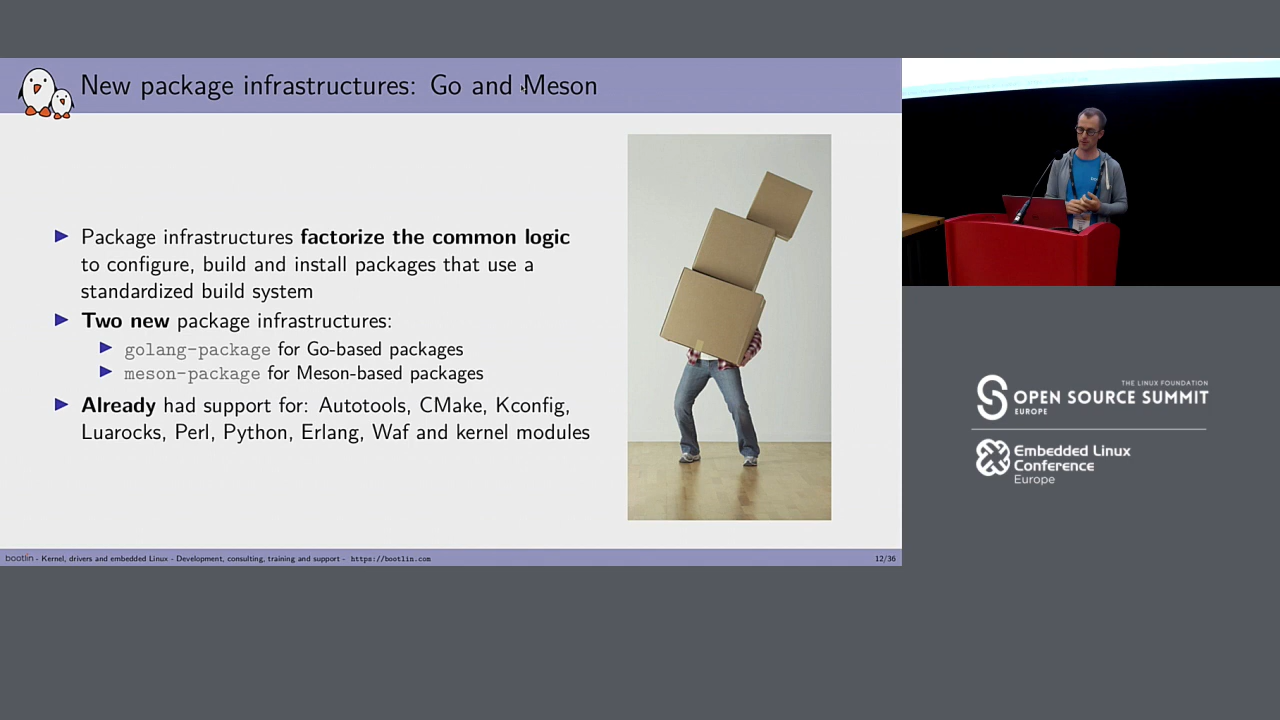 New package infrastructures: Go and Meson
Package infrastructures factorize the common logic
to configure, build and install packages that use a
standardized build system
Two new package infrastructures:
golang-package for Go-based packages
meson-package for Meson-based packages
Already had support for: Autotools, CMake, Kconfig,
Luarocks, Perl, Python, Erlang, Waf and kernel modules
bootlin - Kernel, drivers and embedded Linux - Development, consulting, training and support - https://bootlin.com
12/36
THE LINUX FOUNDATION
OPEN SOURCE SUMMIT
EUROPE
Embedded Linux
Conference
Europe